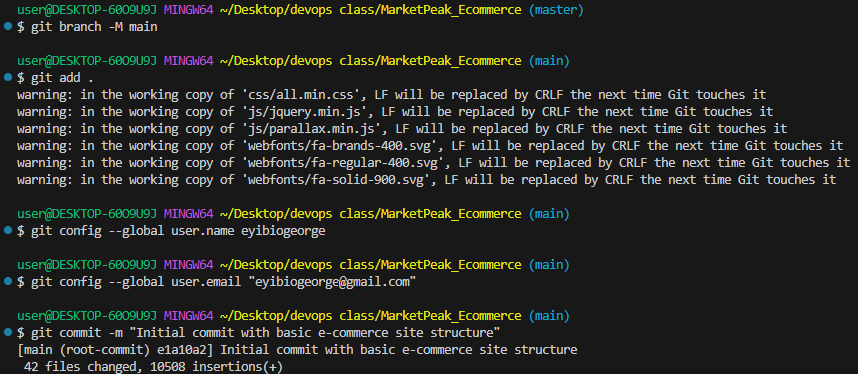 user@DESKTOP-60O9U9J MINGW64 ~/Desktop/devops class/MarketPeak_Ecommerce (master)
$ git branch -M main
user@DESKTOP-60O9U9J MINGW64 ~/Desktop/devops class/MarketPeak_Ecommerce (main)
$ git add .
warning: in the working copy of 'css/all.min.css', LF will be replaced by CRLF the next time Git touches it
warning: in the working copy of 'js/jquery.min.js', LF will be replaced by CRLF the next time Git touches it
warning: in the working copy of 'js/parallax.min.js', LF will be replaced by CRLF the next time Git touches it
warning: in the working copy of 'webfonts/fa-brands-400.svg', LF will be replaced by CRLF the next time Git touches it
warning: in the working copy of 'webfonts/fa-regular-400.svg', LF will be replaced by CRLF the next time Git touches it
warning: in the working copy of 'webfonts/fa-solid-900.svg', LF will be replaced by CRLF the next time Git touches it
user@DESKTOP-60O9U9J MINGW64 ~/Desktop/devops class/MarketPeak_Ecommerce (main)
$ git config --global user.name eyibiogeorge
user@DESKTOP-60O9U9J MINGW64 ~/Desktop/devops class/MarketPeak_Ecommerce (main)
$ git config --global user.email "eyibiogeorge@gmail.com"
user@DESKTOP-60O9U9J MINGW64 ~/Desktop/devops class/MarketPeak_Ecommerce (main)
$ git commit -m "Initial commit with basic e-commerce site structure"
[main (root-commit) e1a10a2] Initial commit with basic e-commerce site structure
42 files changed, 10508 insertions(+)